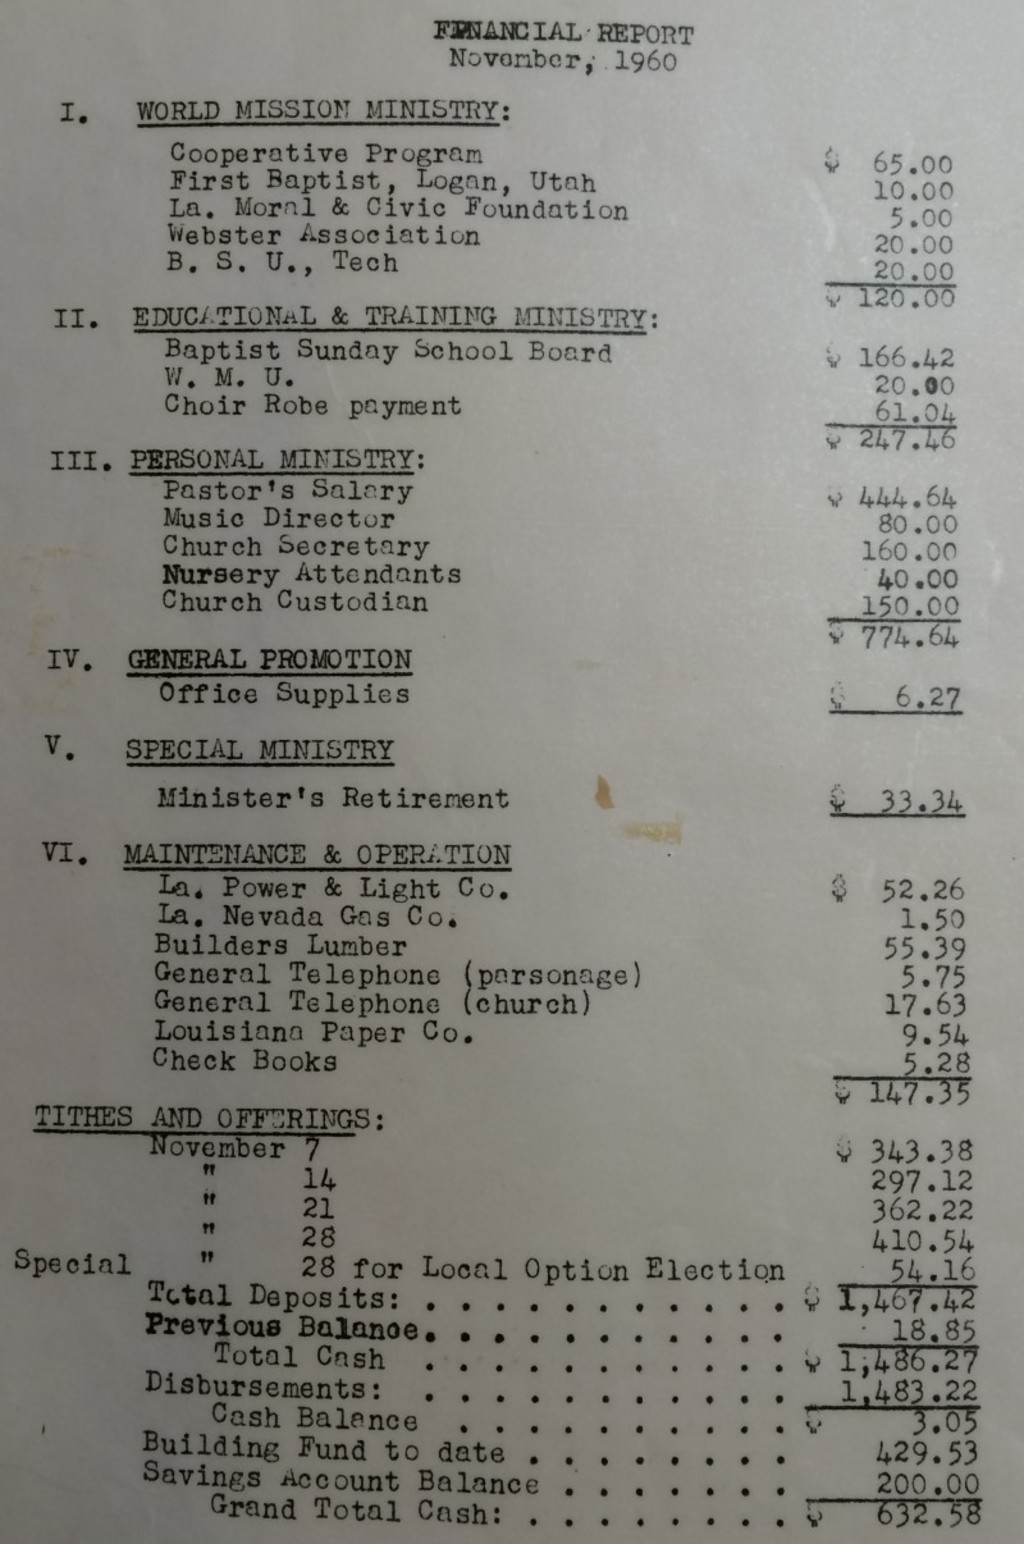 FINANCIAL REPORT
November, 1960
I. WORLD MISSION MINISTRY:
Cooperative Program $ 65.00
First Baptist, Logan, Utah 10.00
La. Moral & Civic Foundation 5.00
Webster Association 20.00
B. S. U., Tech 20.00
$ 120.00
II. EDUCATIONAL & TRAINING MINISTRY:
Baptist Sunday School Board $ 166.42
W. M. U. 20.00
Choir Robe payment 61.04
$ 247.46
III. PERSONAL MINISTRY:
Pastor's Salary $ 444.64
Music Director 80.00
Church Secretary 160.00
Nursery Attendants 40.00
Church Custodian 150.00
$ 774.64
IV. GENERAL PROMOTION
Office Supplies $ 6.27
V. SPECIAL MINISTRY
Minister's Retirement $ 33.34
VI. MAINTENANCE & OPERATION
La. Power & Light Co. $ 52.26
La. Nevada Gas Co. 1.50
Builders Lumber 55.39
General Telephone (parsonage) 5.75
General Telephone (church) 17.63
Louisiana Paper Co. 9.54
Check Books 5.28
$ 147.35
TITHES AND OFFERINGS:
November 7 $ 343.38
" 14 297.12
" 21 362.22
" 28 410.54
Special " 28 for Local Option Election 54.16
Total Deposits: . . . . . . . . . . . . $ 1,467.42
Previous Balance. . . . . . . . . . . 18.85
Total Cash . . . . . . . . . . . . $ 1,486.27
Disbursements: . . . . . . . . . . . . 1,483.22
Cash Balance . . . . . . . . . . $ 3.05
Building Fund to date . . . . . . . . 429.53
Savings Account Balance . . . . . . . 200.00
Grand Total Cash: . . . . . . . . $ 632.58